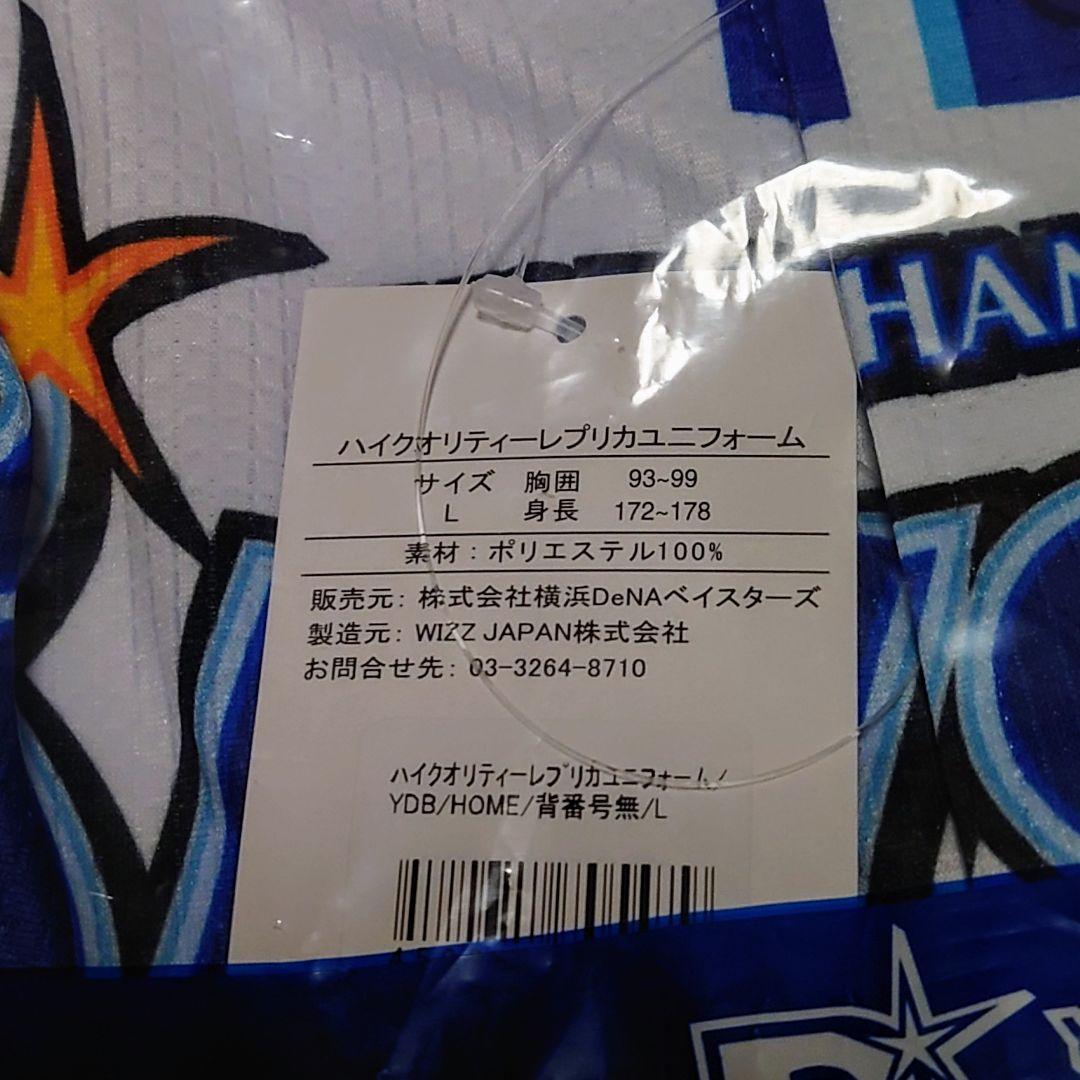 HAN
ハイクオリティーレプリカユニフォーム
サイズ 胸囲 93~99
L 身長 172~178
素材:ポリエステル100%
販売元: 株式会社横浜DeNAベイスターズ
製造元: WIZZ JAPAN株式会社
お問合せ先: 03-3264-8710
ハイクオリティーレプリカユニフォーム/
YDB/HOME/背番号無/L